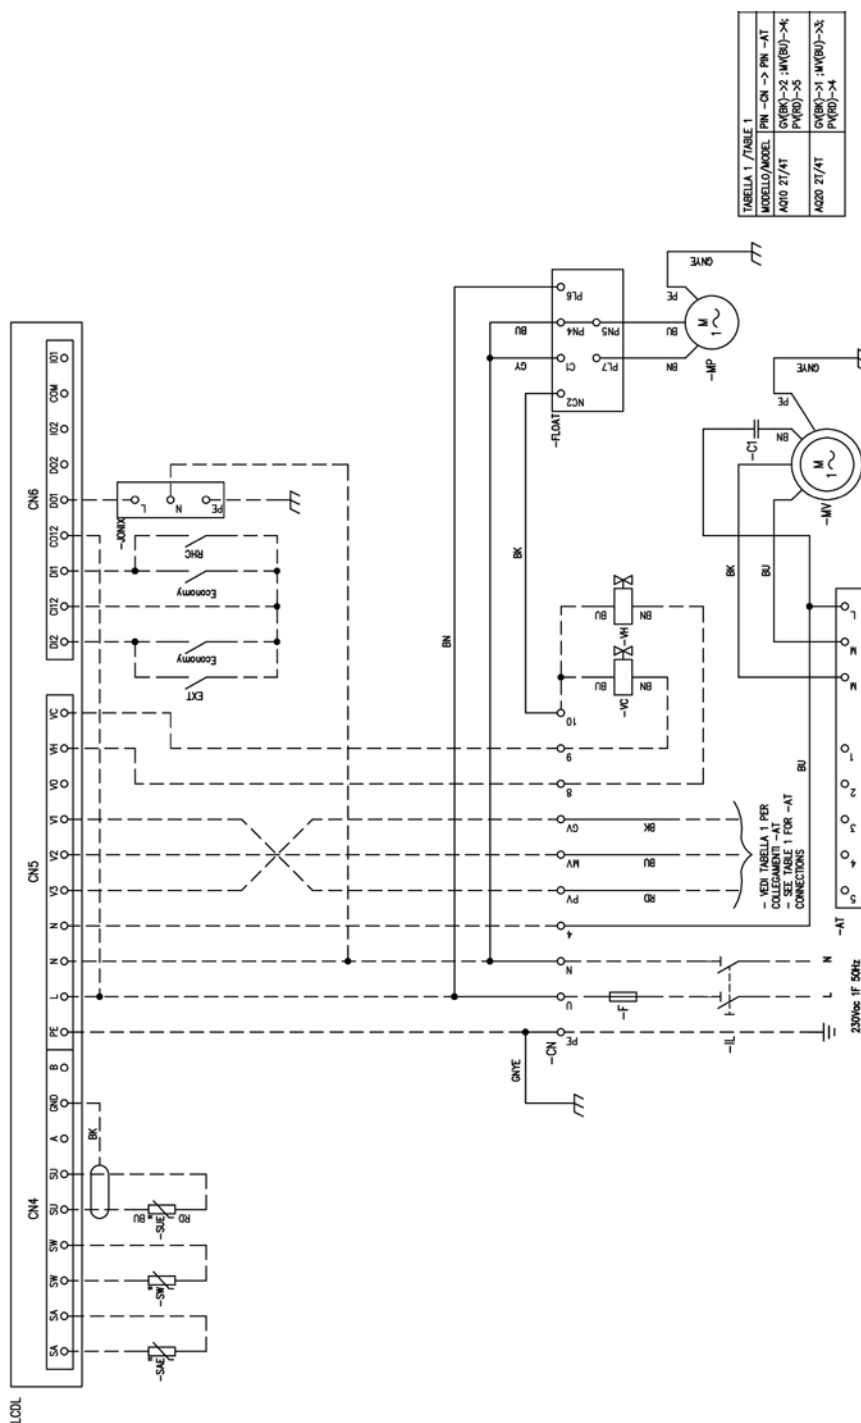 TABELLA 1 /TABLE 1
MODELLO/MODEL PIN -CN -> PIN -AT
AQ10 2T/4T GV(BK)->2 ;MV(BU)->4;
PV(RD)->5
AQ20 2T/4T GV(BK)->1 ;MV(BU)->3;
PV(RD)->4
LCDL
CN4
SA
SA
SW
SW
SU
SU
A
GND
B
CN5
PE
L
N
N
V3
V2
V1
V0
VH
VC
CN6
DI2
CI12
DI1
CO12
DO1
DO2
IO2
COM
IO1
-SAE
-SW
-SUE
BU
RD
BK
EXT
Economy
Economy
RHC
-JONIX
L
N
PE
BN
BK
GNYE
-CN
PE
U
N
4
PV
MV
GV
8
9
10
RD
BU
BK
-F
-IL
L
N
230Vac 1F 50Hz
- VEDI TABELLA 1 PER
COLLEGAMENTI -AT
- SEE TABLE 1 FOR -AT
CONNECTIONS
-VC
BU
BN
-VH
BU
BN
-FLOAT
NC2
C1
PN4
PL6
PL7
PN5
GY
BU
BN
BU
PE
GNYE
-MP
M
1
-AT
5
4
3
2
1
M
M
L
BU
BK
BU
-C1
BN
PE
GNYE
-MV
M
1